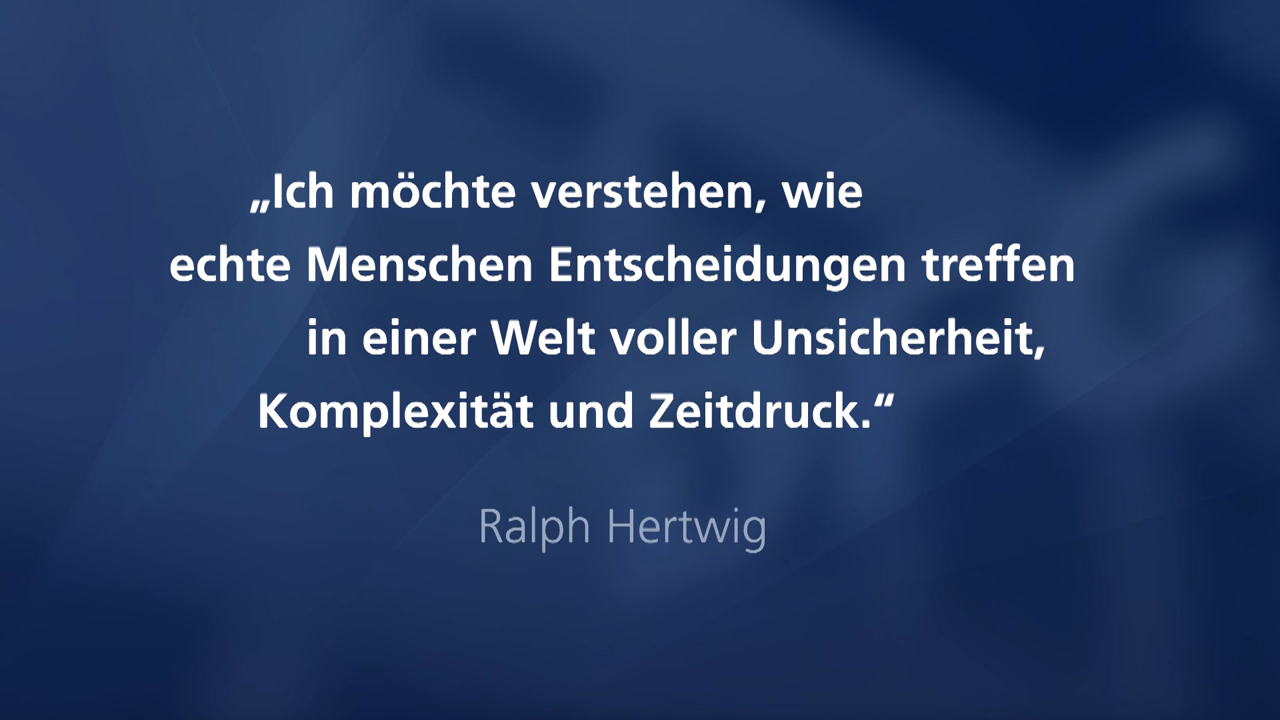 „Ich möchte verstehen, wie
echte Menschen Entscheidungen treffen
in einer Welt voller Unsicherheit,
Komplexität und Zeitdruck.“
Ralph Hertwig